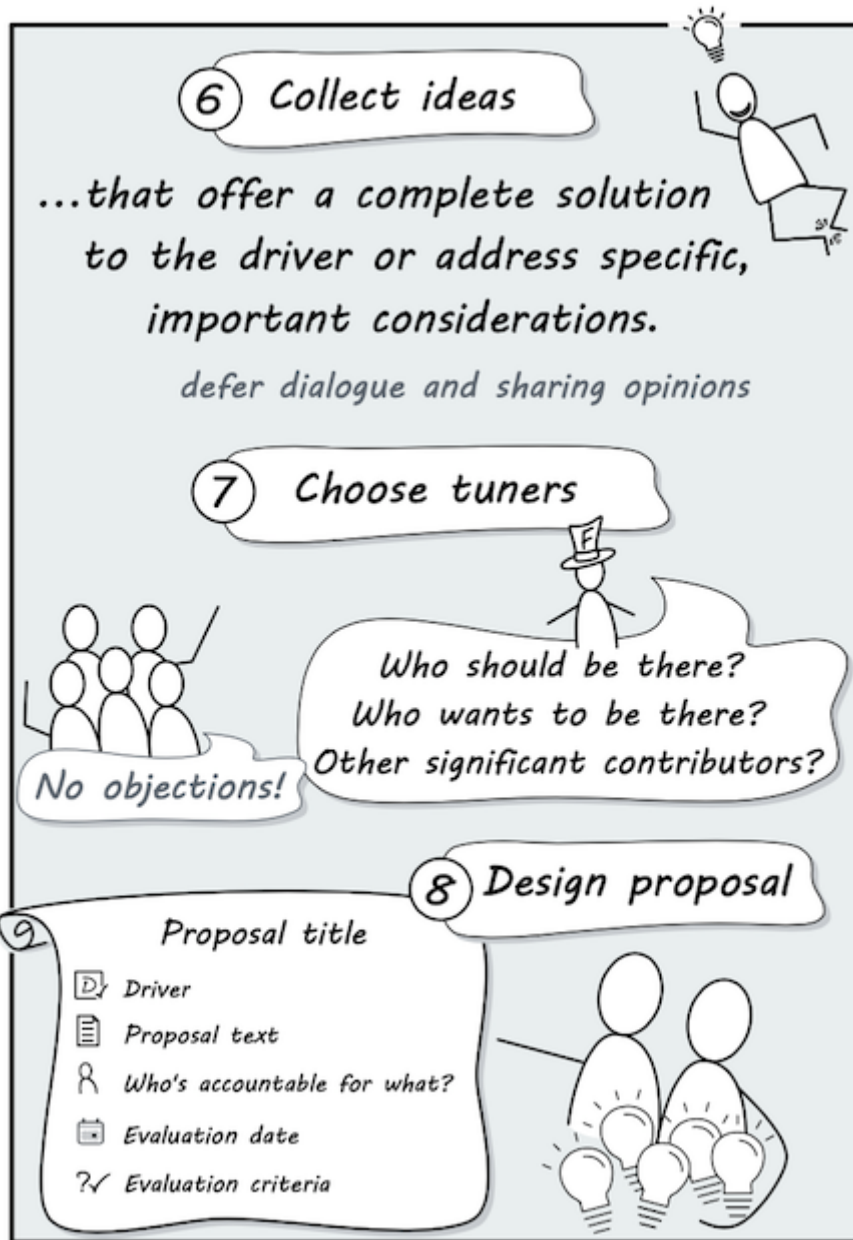 6 Collect ideas
...that offer a complete solution
to the driver or address specific,
important considerations.
defer dialogue and sharing opinions
7 Choose tuners
F
Who should be there?
Who wants to be there?
Other significant contributors?
No objections!
8 Design proposal
Proposal title
D Driver
Proposal text
Who's accountable for what?
Evaluation date
?✓ Evaluation criteria